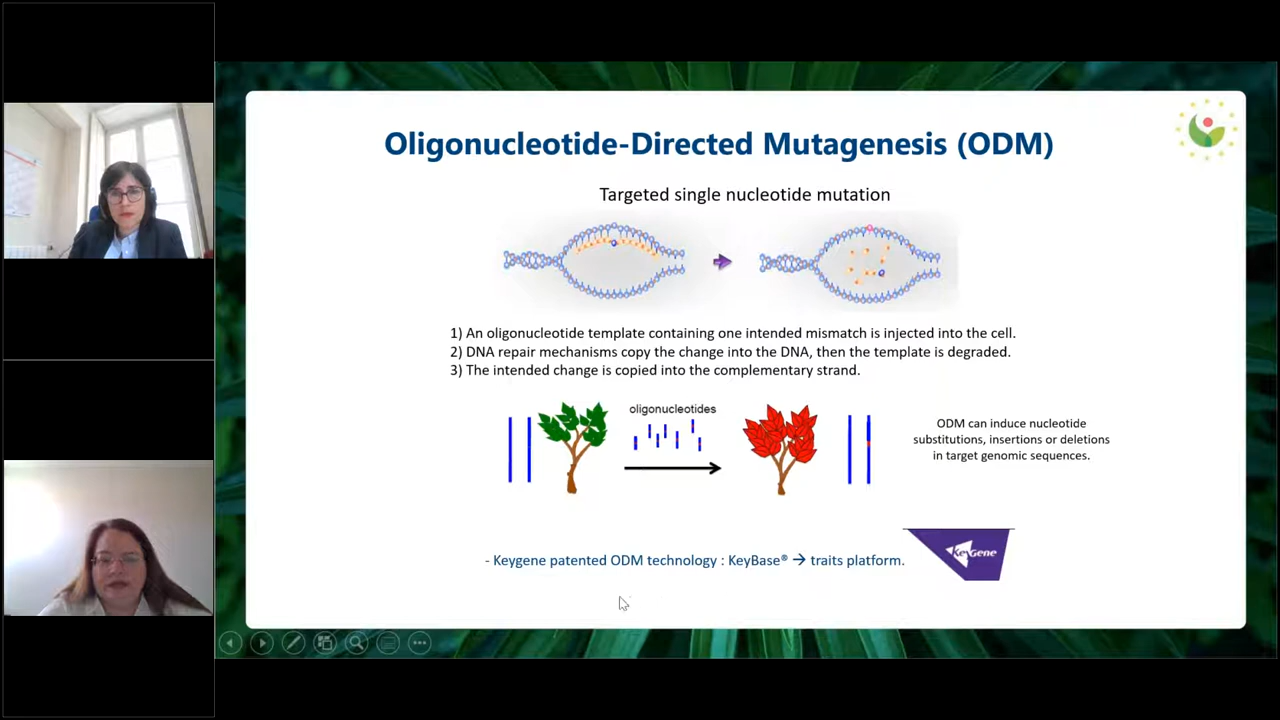 Oligonucleotide-Directed Mutagenesis (ODM)
Targeted single nucleotide mutation
1) An oligonucleotide template containing one intended mismatch is injected into the cell.
2) DNA repair mechanisms copy the change into the DNA, then the template is degraded.
3) The intended change is copied into the complementary strand.
oligonucleotides
ODM can induce nucleotide
substitutions, insertions or deletions
in target genomic sequences.
- Keygene patented ODM technology : KeyBase® → traits platform.
KeyGene